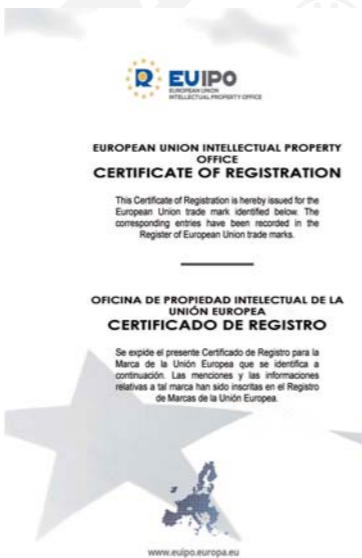 EUIPO
EUROPEAN UNION
INTELLECTUAL PROPERTY OFFICE
EUROPEAN UNION INTELLECTUAL PROPERTY
OFFICE
CERTIFICATE OF REGISTRATION
This Certificate of Registration is hereby issued for the
European Union trade mark identified below. The
corresponding entries have been recorded in the
Register of European Union trade marks.
OFICINA DE PROPIEDAD INTELECTUAL DE LA
UNIÓN EUROPEA
CERTIFICADO DE REGISTRO
Se expide el presente Certificado de Registro para la
Marca de la Unión Europea que se identifica a
continuación. Las menciones y las informaciones
relativas a tal marca han sido inscritas en el Registro
de Marcas de la Unión Europea.
www.euipo.europa.eu